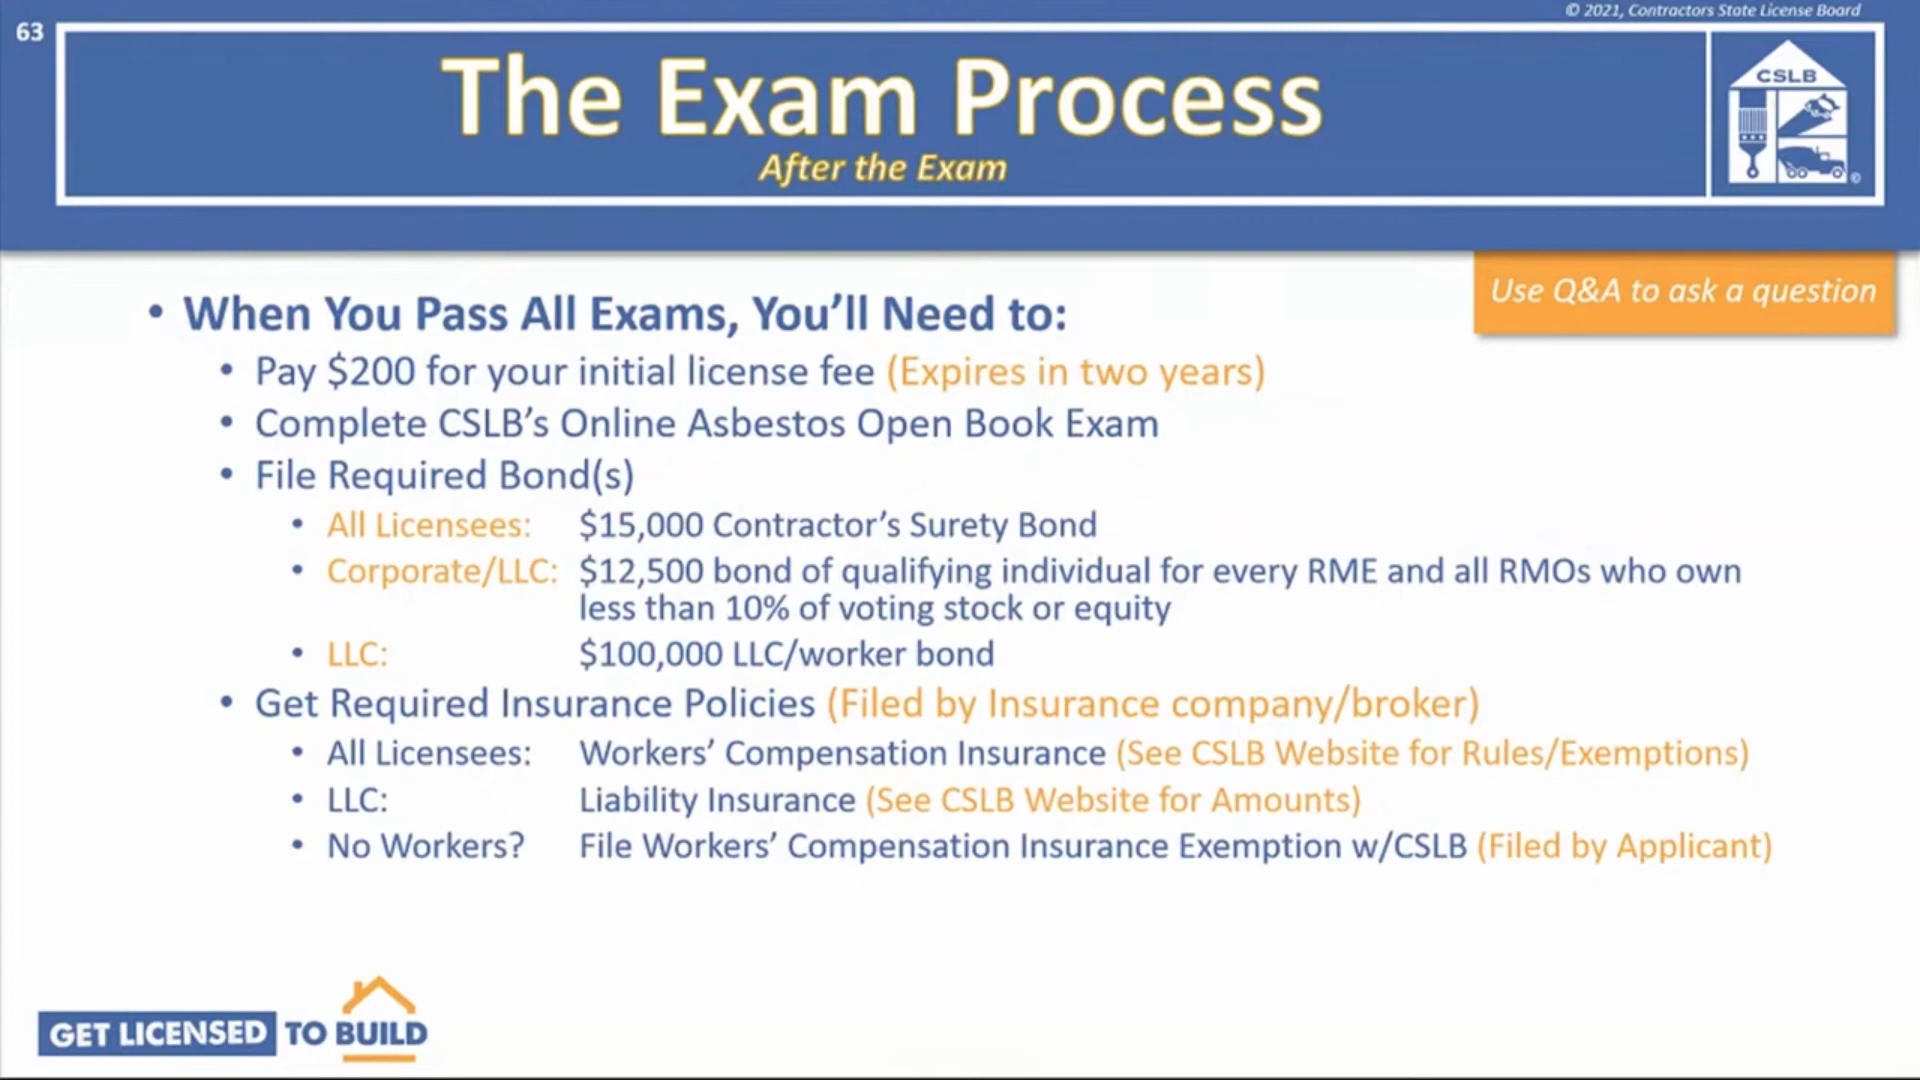 © 2021, Contractors State License Board
63
The Exam Process
After the Exam
CSLB
©
Use Q&A to ask a question
• When You Pass All Exams, You’ll Need to:
• Pay $200 for your initial license fee (Expires in two years)
• Complete CSLB’s Online Asbestos Open Book Exam
• File Required Bond(s)
• All Licensees: $15,000 Contractor’s Surety Bond
• Corporate/LLC: $12,500 bond of qualifying individual for every RME and all RMOs who own
less than 10% of voting stock or equity
• LLC: $100,000 LLC/worker bond
• Get Required Insurance Policies (Filed by Insurance company/broker)
• All Licensees: Workers’ Compensation Insurance (See CSLB Website for Rules/Exemptions)
• LLC: Liability Insurance (See CSLB Website for Amounts)
• No Workers? File Workers’ Compensation Insurance Exemption w/CSLB (Filed by Applicant)
GET LICENSED TO BUILD